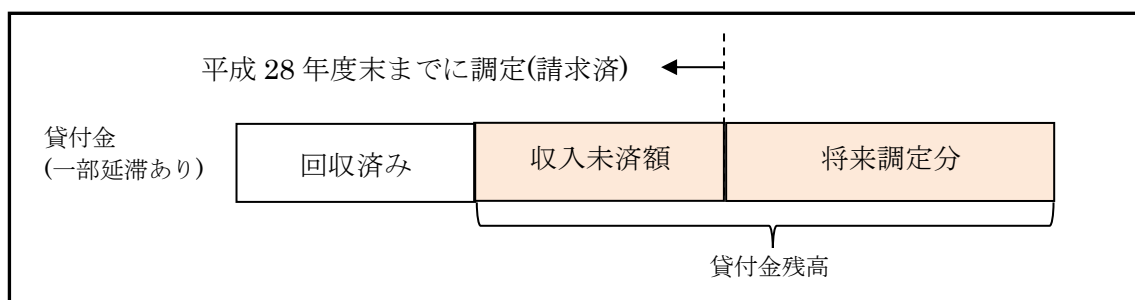 平成 28 年度末までに調定(請求済)
貸付金
(一部延滞あり)
回収済み
収入未済額
将来調定分
貸付金残高